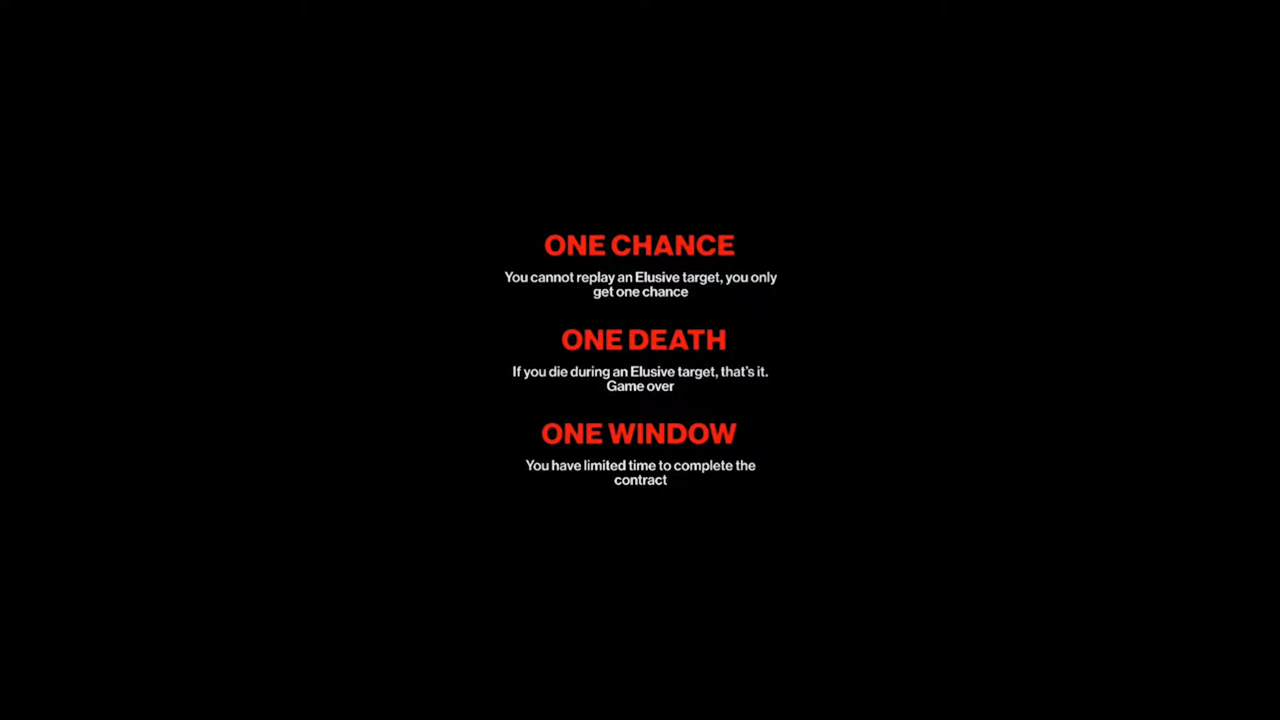 ONE CHANCE
You cannot replay an Elusive target, you only
get one chance
ONE DEATH
If you die during an Elusive target, that's it.
Game over
ONE WINDOW
You have limited time to complete the
contract